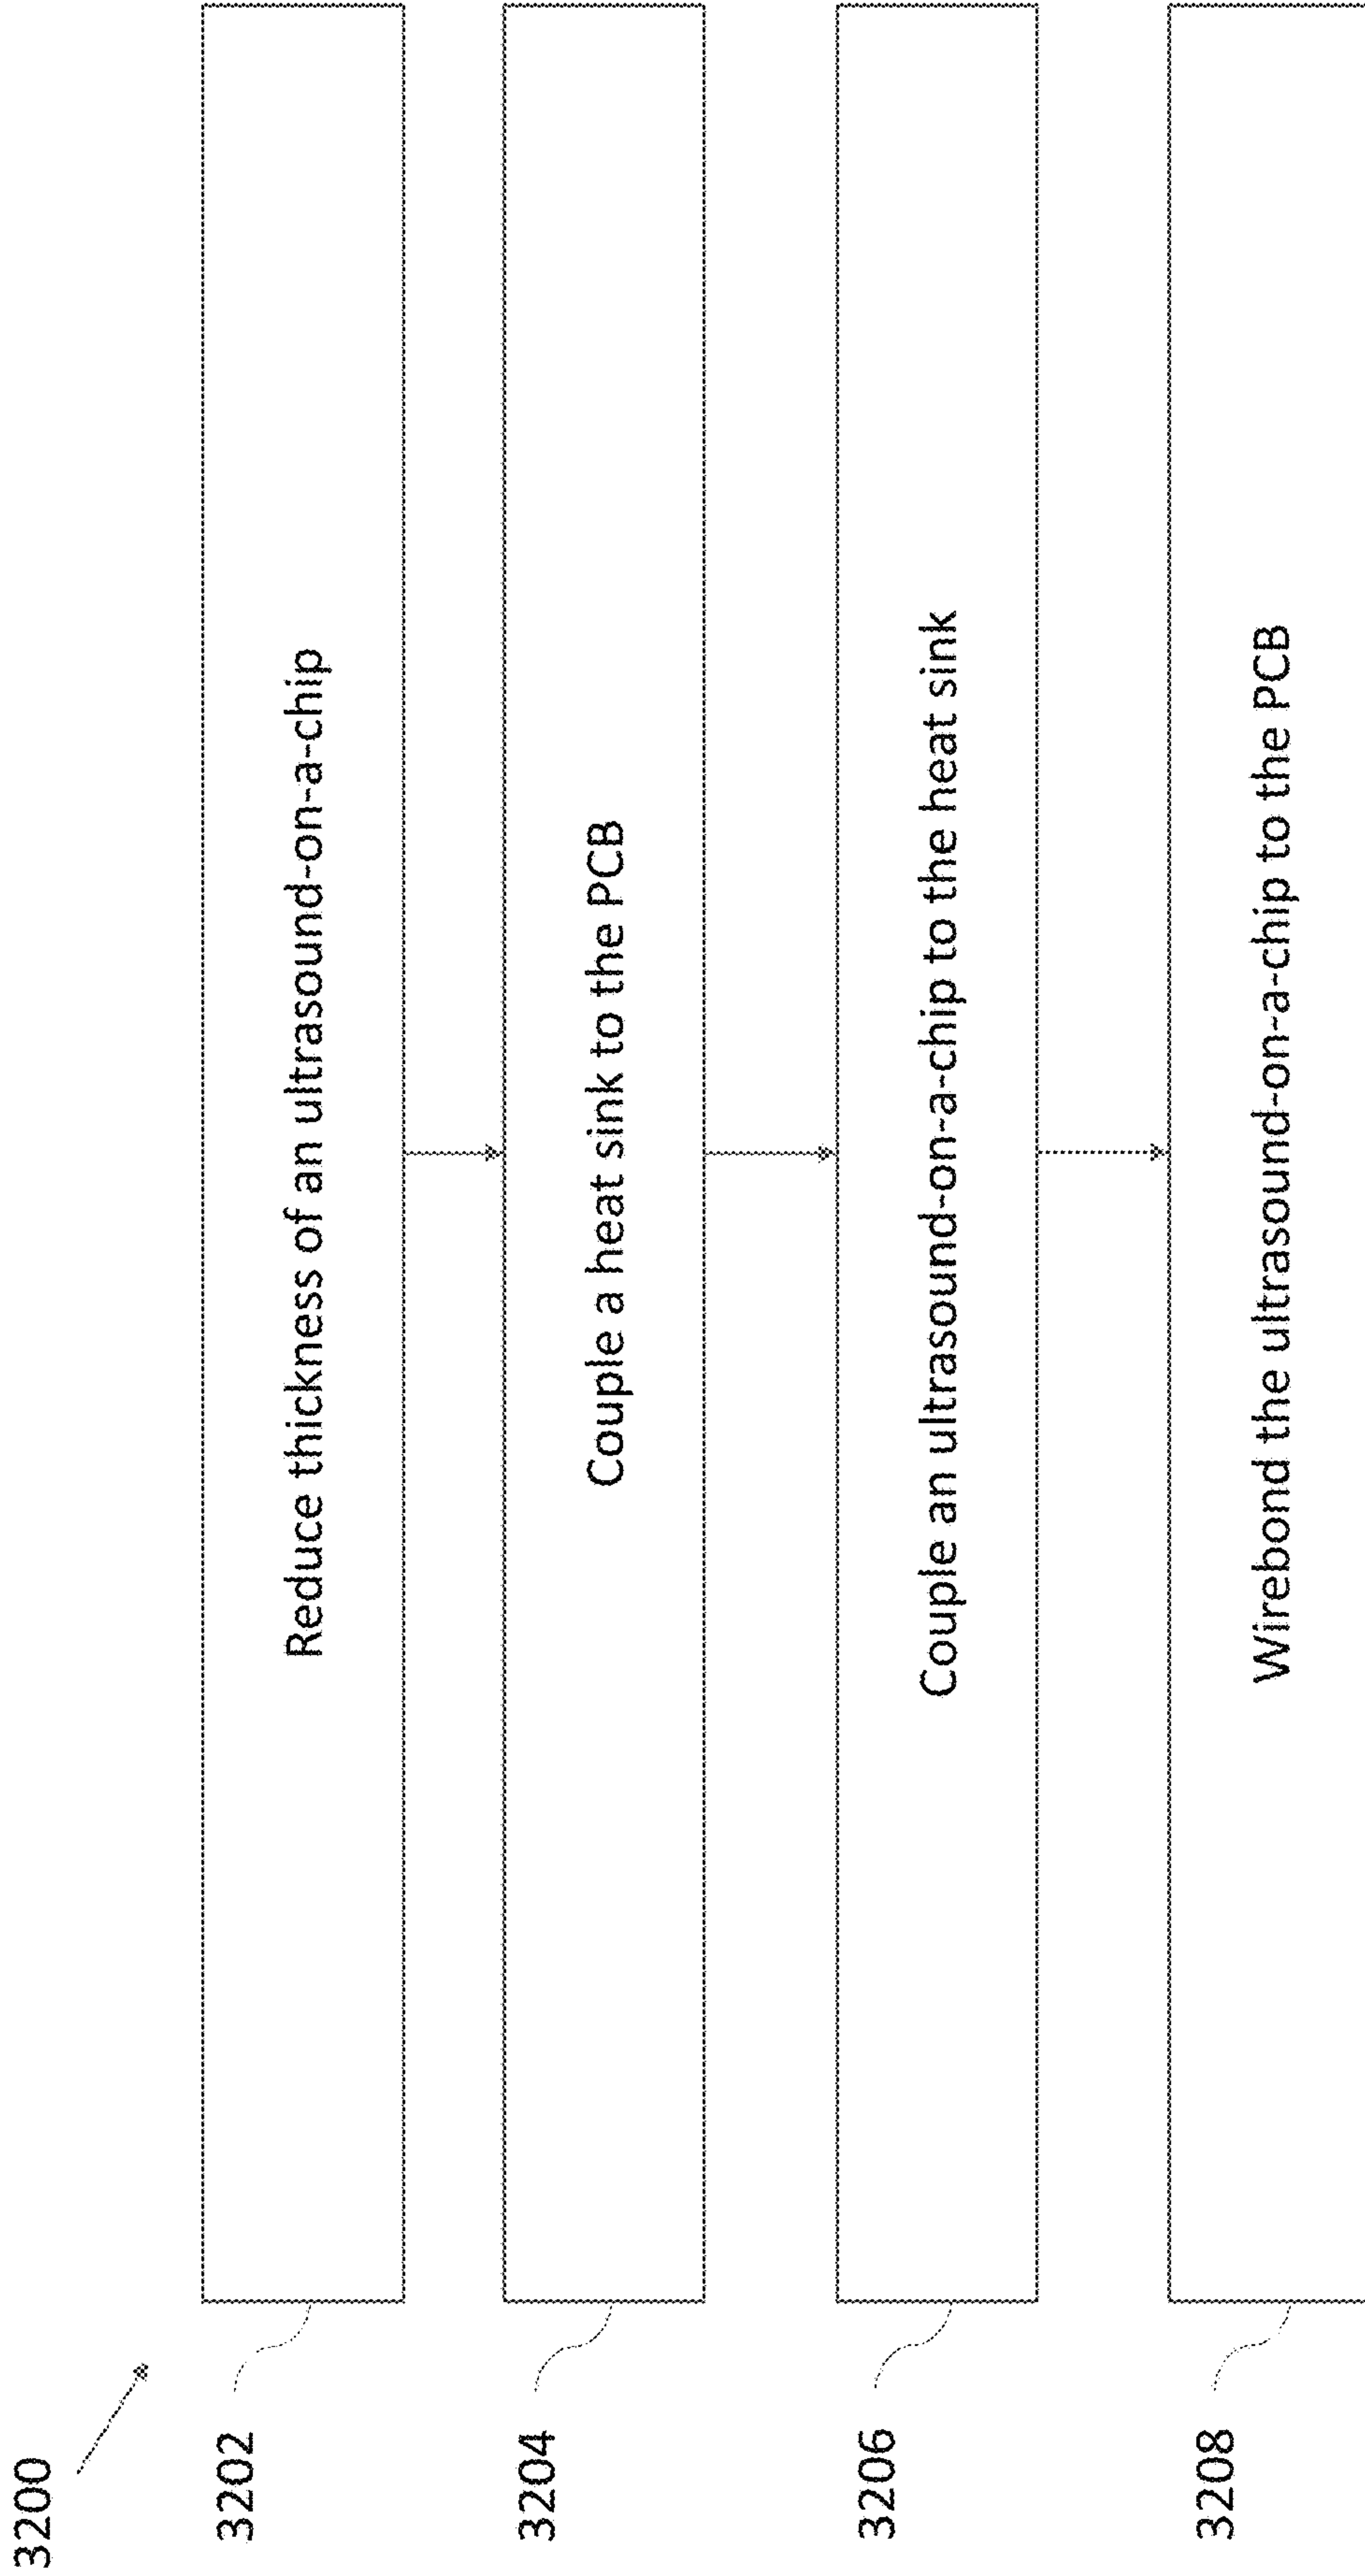 3200
3202
Reduce thickness of an ultrasound-on-a-chip
3204
Couple a heat sink to the PCB
3206
Couple an ultrasound-on-a-chip to the heat sink
3208
Wirebond the ultrasound-on-a-chip to the PCB